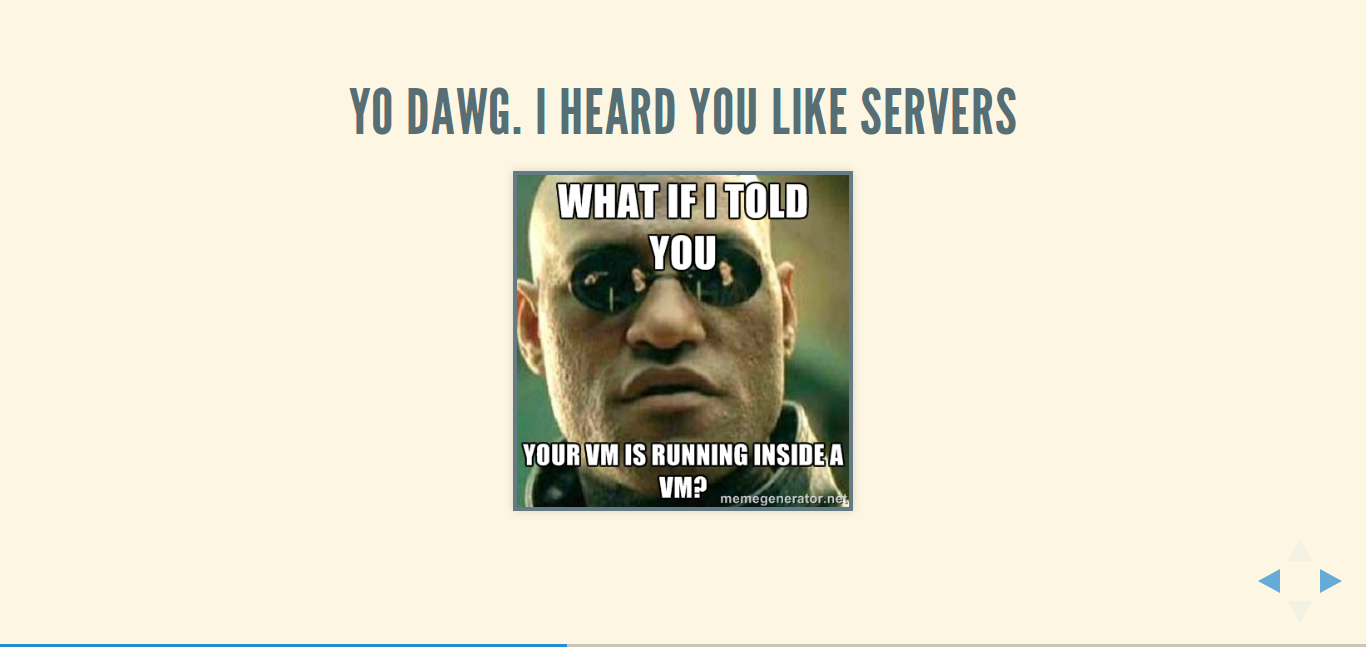 YO DAWG. I HEARD YOU LIKE SERVERS
WHAT IF I TOLD
YOU
YOUR VM IS RUNNING INSIDE A
VM?
memegenerator.net